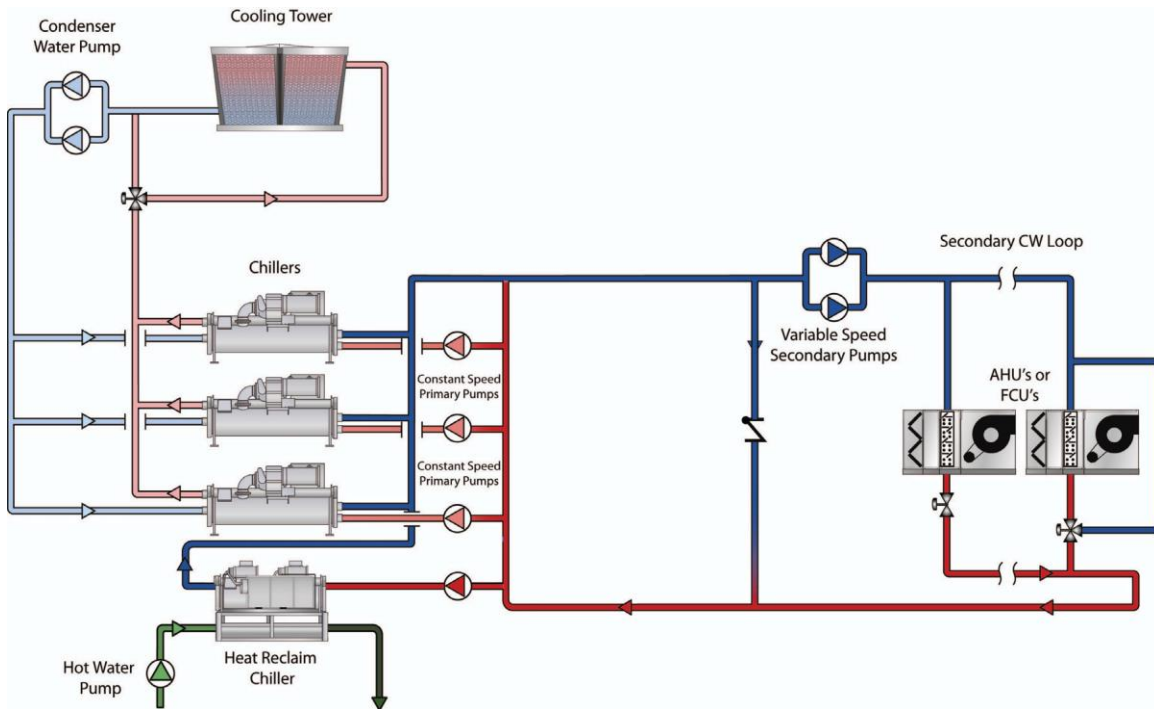 Condenser
Water Pump
Cooling Tower
Chillers
Constant Speed
Primary Pumps
Constant Speed
Primary Pumps
Variable Speed
Secondary Pumps
Secondary CW Loop
AHU's or
FCU's
Heat Reclaim
Chiller
Hot Water
Pump